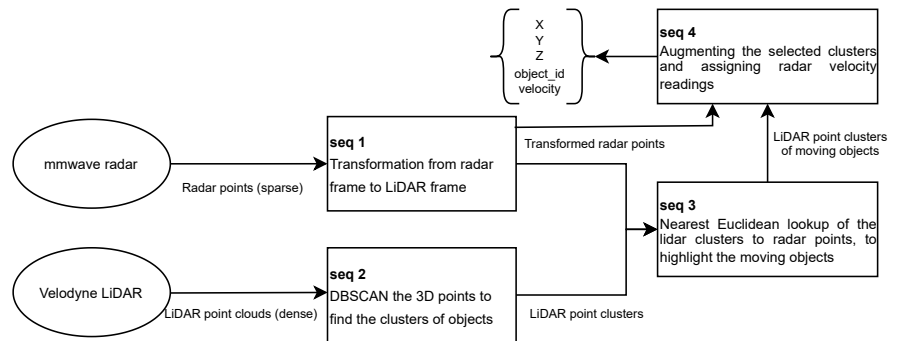 X
Y
Z
object_id
velocity
seq 4
Augmenting the selected clusters
and assigning radar velocity
readings
mmwave radar
Radar points (sparse)
seq 1
Transformation from radar
frame to LiDAR frame
Transformed radar points
LiDAR point clusters
of moving objects
seq 3
Nearest Euclidean lookup of the
lidar clusters to radar points, to
highlight the moving objects
Velodyne LiDAR
LiDAR point clouds (dense)
seq 2
DBSCAN the 3D points to
find the clusters of objects
LiDAR point clusters